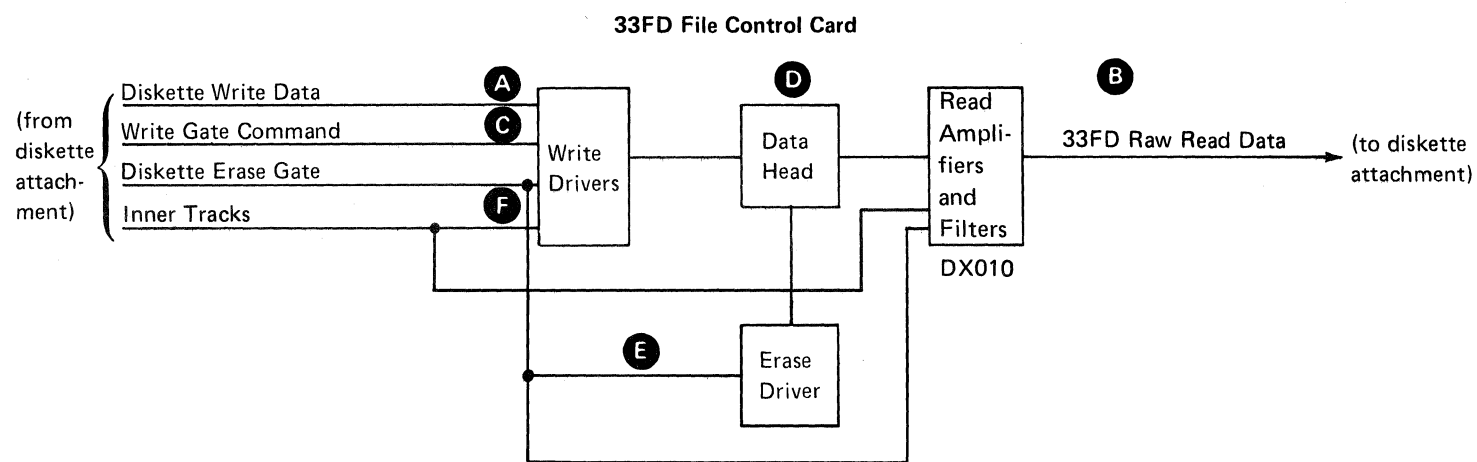 33FD File Control Card
(from
diskette
attach-
ment)
Diskette Write Data
Write Gate Command
Diskette Erase Gate
Inner Tracks
A
C
F
Write
Drivers
D
Data
Head
Read
Ampli-
fiers
and
Filters
DX010
B
33FD Raw Read Data
(to diskette
attachment)
E
Erase
Driver